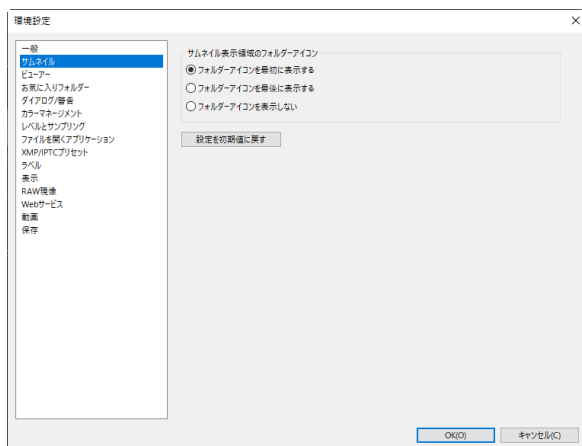 環境設定
一般
サムネイル
ビューアー
お気に入りフォルダー
ダイアログ/警告
カラーマネージメント
レベルとサンプリング
ファイルを開くアプリケーション
XMP/IPTCプリセット
ラベル
表示
RAW現像
Webサービス
動画
保存
サムネイル表示領域のフォルダーアイコン
フォルダーアイコンを最初に表示する
フォルダーアイコンを最後に表示する
フォルダーアイコンを表示しない
設定を初期値に戻す
OK(O)
キャンセル(C)